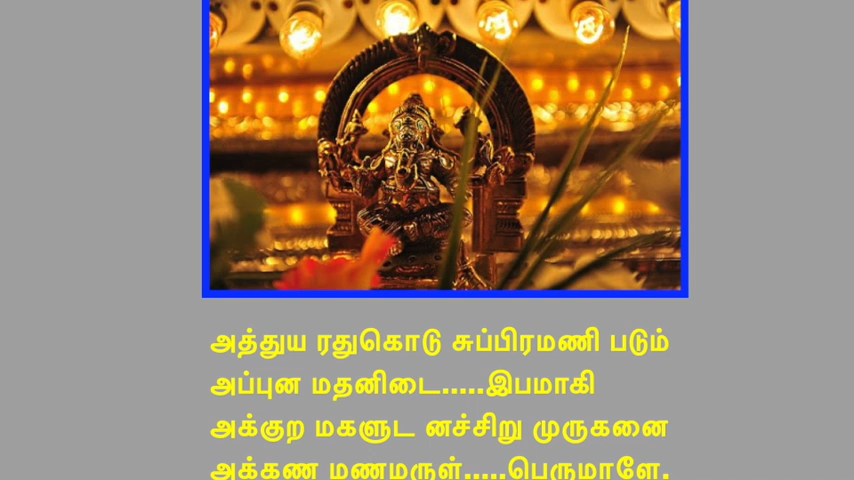 அத்துய ரதுகொடு சுப்பிரமணி படும்
அப்புன மதனிடை.....இபமாகி
அக்குற மகளுட னச்சிறு முருகனை
அக்கண மணமருள்.....பெருமாளே.